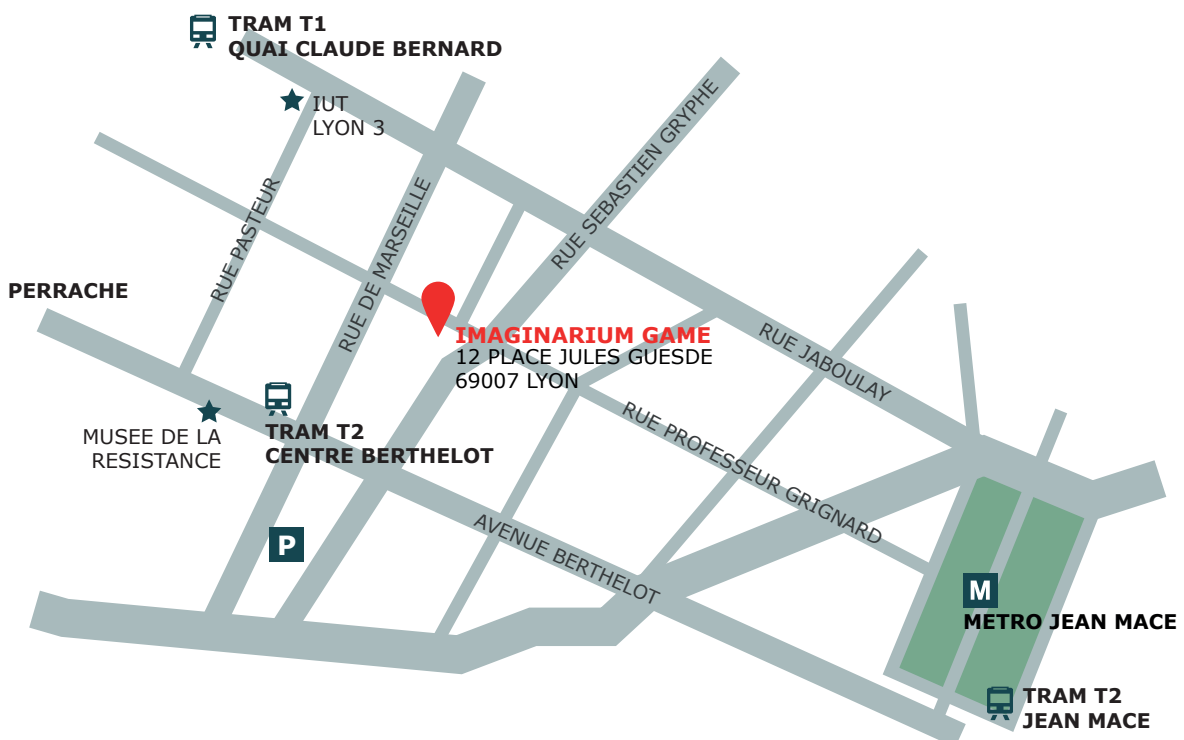 TRAM T1
QUAI CLAUDE BERNARD
IUT
LYON 3
RUE PASTEUR
RUE DE MARSEILLE
RUE SEBASTIEN GRYPHE
PERRACHE
IMAGINARIUM GAME
12 PLACE JULES GUESDE
69007 LYON
RUE JABOULAY
RUE PROFESSEUR GRIGNARD
MUSEE DE LA
RESISTANCE
TRAM T2
CENTRE BERTHELOT
AVENUE BERTHELOT
P
M
METRO JEAN MACE
TRAM T2
JEAN MACE